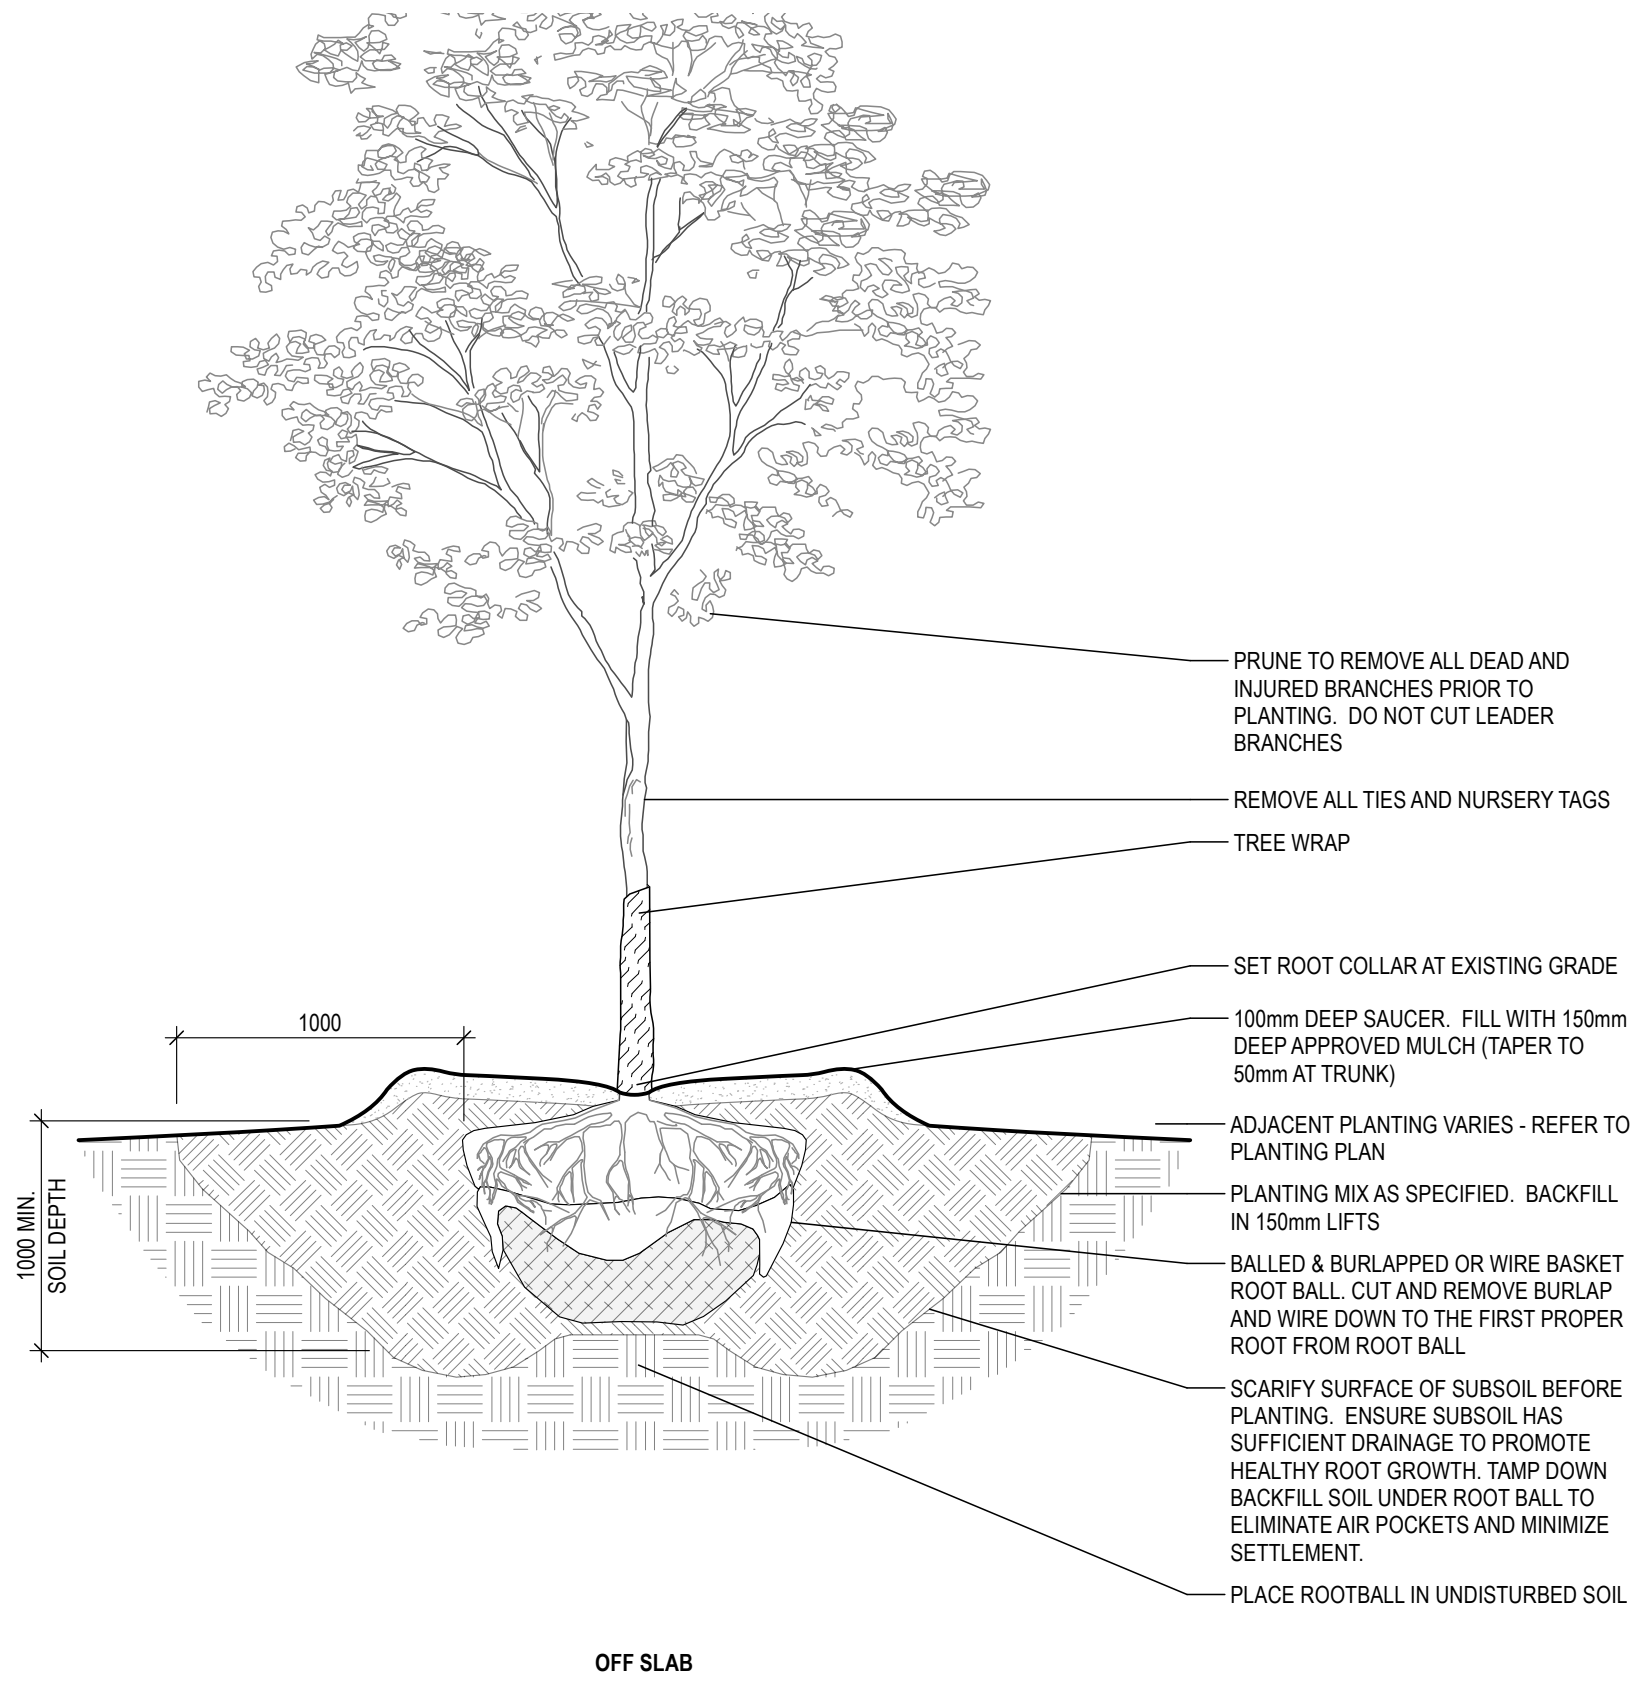 PRUNE TO REMOVE ALL DEAD AND
INJURED BRANCHES PRIOR TO
PLANTING.  DO NOT CUT LEADER
BRANCHES
REMOVE ALL TIES AND NURSERY TAGS
TREE WRAP
SET ROOT COLLAR AT EXISTING GRADE
1000
100mm DEEP SAUCER.  FILL WITH 150mm
DEEP APPROVED MULCH (TAPER TO
50mm AT TRUNK)
ADJACENT PLANTING VARIES - REFER TO
PLANTING PLAN
1000 MIN.
SOIL DEPTH
PLANTING MIX AS SPECIFIED.  BACKFILL
IN 150mm LIFTS
BALLED & BURLAPPED OR WIRE BASKET
ROOT BALL. CUT AND REMOVE BURLAP
AND WIRE DOWN TO THE FIRST PROPER
ROOT FROM ROOT BALL
SCARIFY SURFACE OF SUBSOIL BEFORE
PLANTING.  ENSURE SUBSOIL HAS
SUFFICIENT DRAINAGE TO PROMOTE
HEALTHY ROOT GROWTH. TAMP DOWN
BACKFILL SOIL UNDER ROOT BALL TO
ELIMINATE AIR POCKETS AND MINIMIZE
SETTLEMENT.
PLACE ROOTBALL IN UNDISTURBED SOIL
OFF SLAB